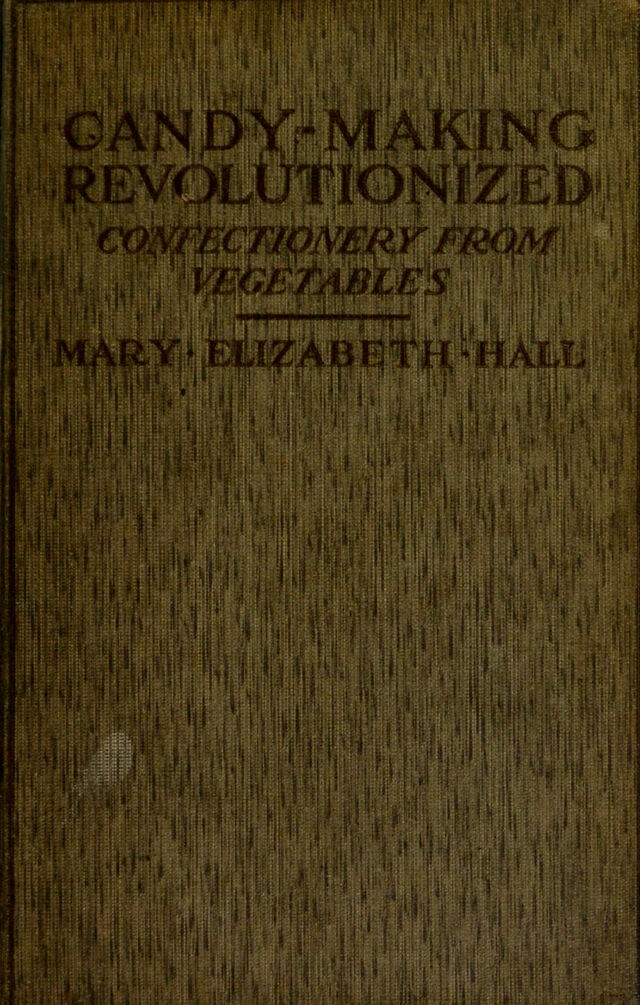 CANDY-MAKING
REVOLUTIONIZED
CONFECTIONERY FROM
VEGETABLES
MARY·ELIZABETH·HALL